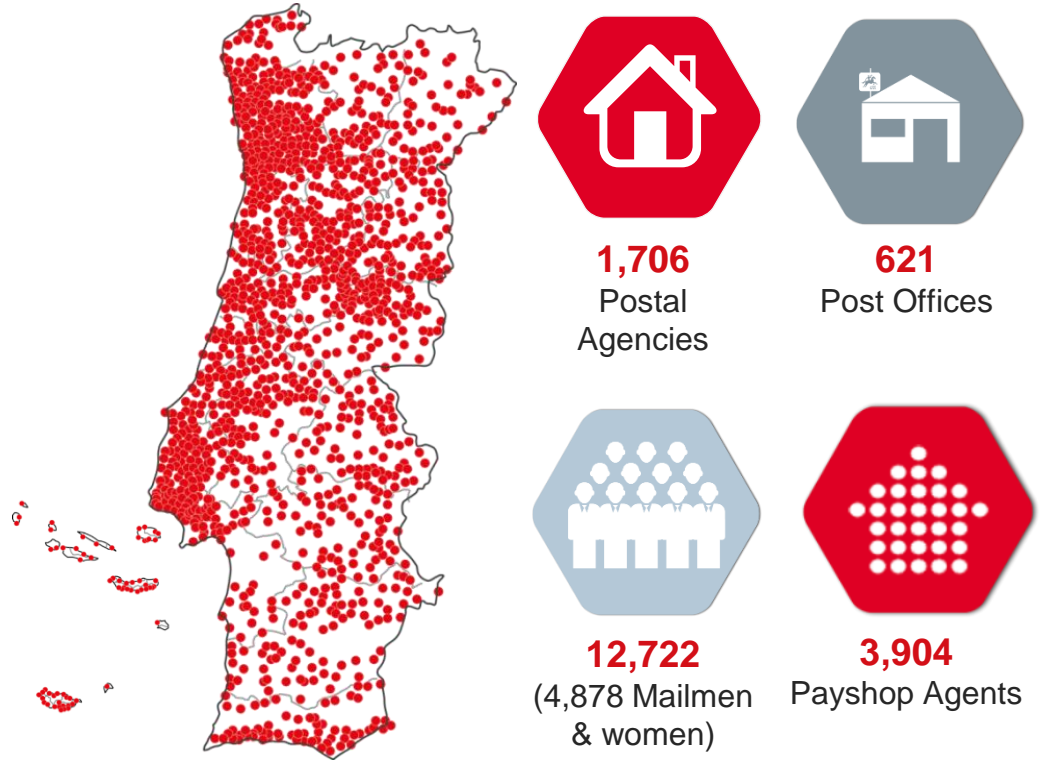 1,706
Postal
Agencies
621
Post Offices
12,722
(4,878 Mailmen
& women)
3,904
Payshop Agents